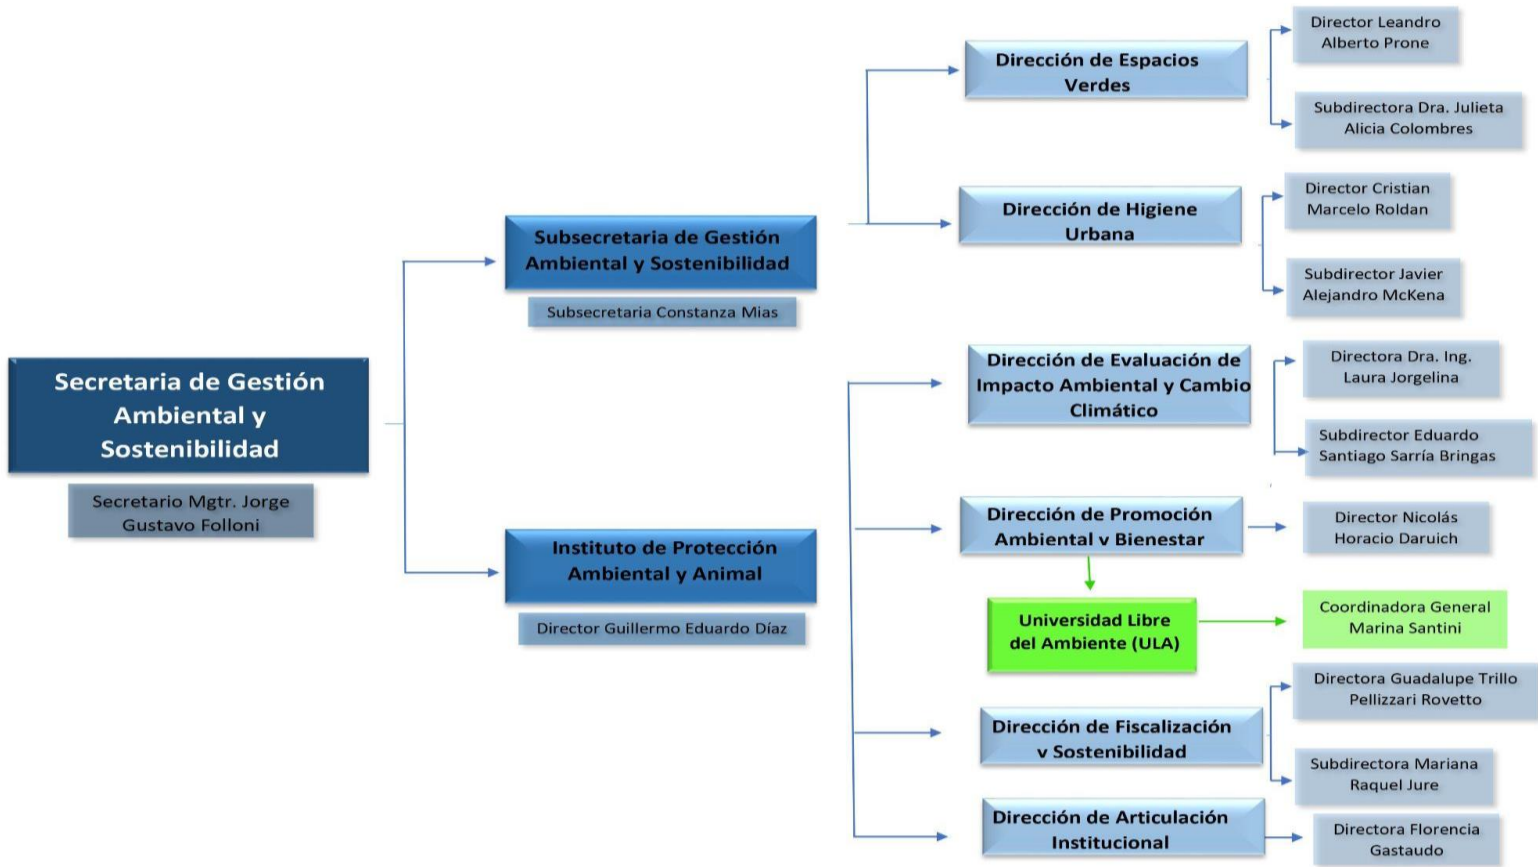 Secretaria de Gestión
Ambiental y
Sostenibilidad
Secretario Mgtr. Jorge
Gustavo Folloni
Subsecretaria de Gestión
Ambiental y Sostenibilidad
Subsecretaria Constanza Mias
Instituto de Protección
Ambiental y Animal
Director Guillermo Eduardo Díaz
Dirección de Espacios
Verdes
Director Leandro
Alberto Prone
Subdirectora Dra. Julieta
Alicia Colombres
Dirección de Higiene
Urbana
Director Cristian
Marcelo Roldan
Subdirector Javier
Alejandro McKena
Dirección de Evaluación de
Impacto Ambiental y Cambio
Climático
Directora Dra. Ing.
Laura Jorgelina
Subdirector Eduardo
Santiago Sarría Bringas
Dirección de Promoción
Ambiental v Bienestar
Director Nicolás
Horacio Daruich
Universidad Libre
del Ambiente (ULA)
Coordinadora General
Marina Santini
Dirección de Fiscalización
v Sostenibilidad
Directora Guadalupe Trillo
Pellizzari Rovetto
Subdirectora Mariana
Raquel Jure
Dirección de Articulación
Institucional
Directora Florencia
Gastaudo